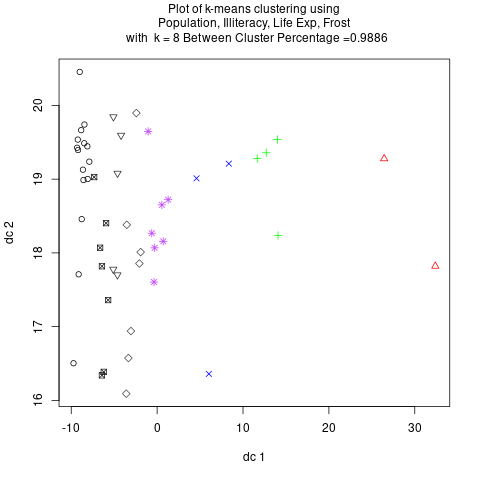 Plot of k-means clustering using
Population, Illiteracy, Life Exp, Frost
with  k = 8 Between Cluster Percentage =0.9886
dc 2
20
19
18
17
16
-10
0
10
20
30
dc 1